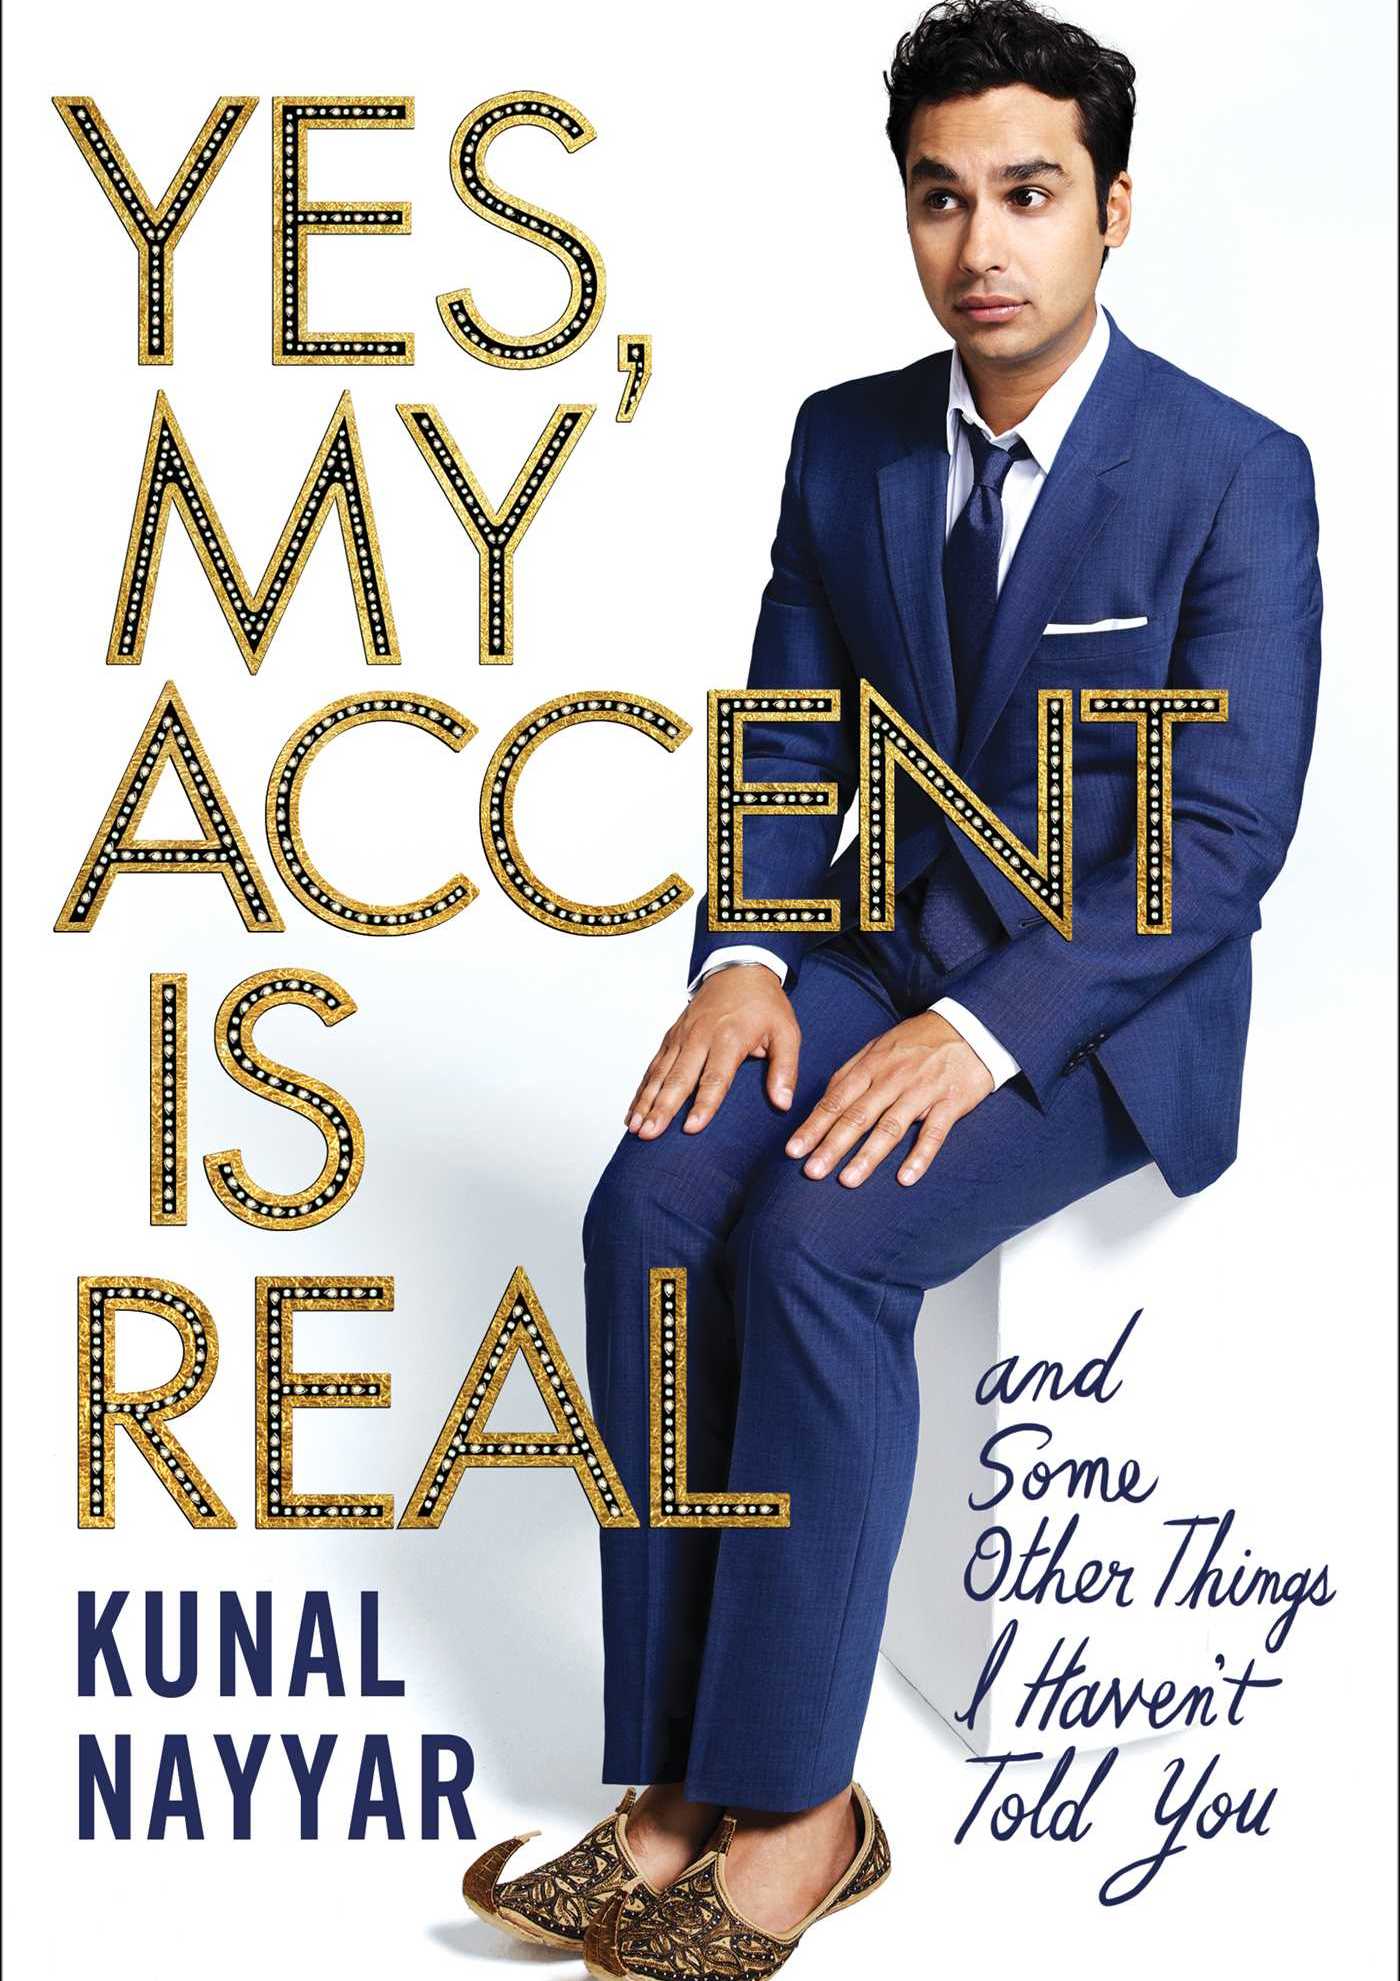 YES,
MY
ACCENT
IS
REAL
and
Some
Other Things
I Haven't
Told You
KUNAL
NAYYAR